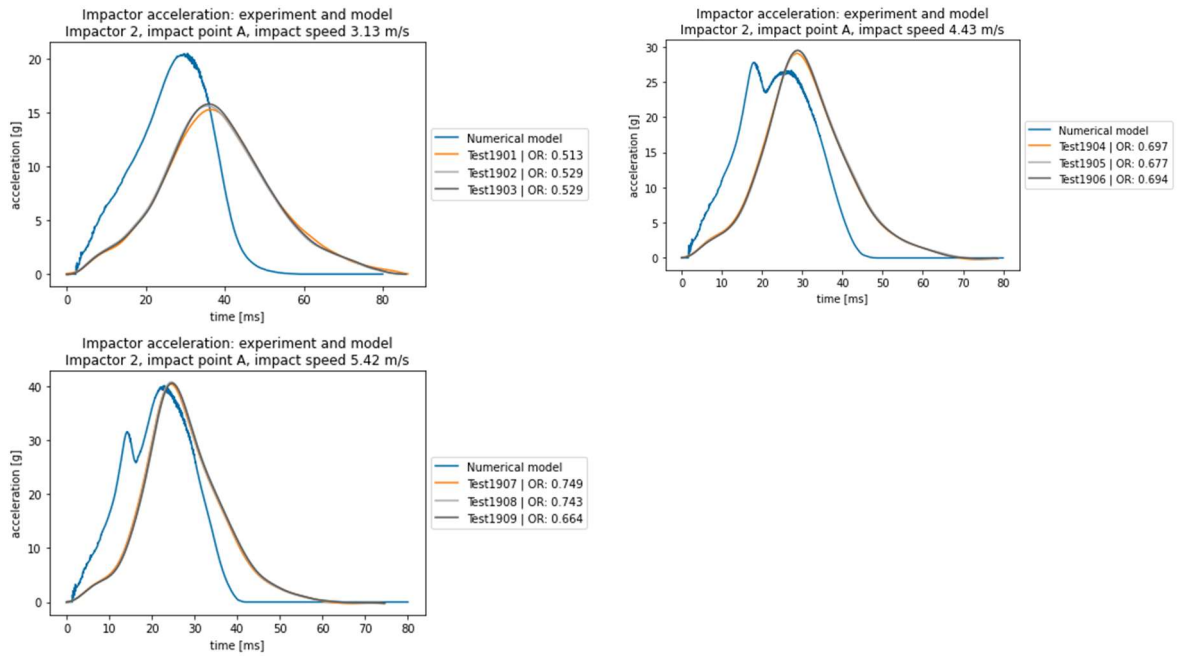 Impactor acceleration: experiment and model
Impactor 2, impact point A, impact speed 3.13 m/s
20
15
10
5
0
acceleration [g]
0 20 40 60 80
time [ms]
Numerical model
Test1901 | OR: 0.513
Test1902 | OR: 0.529
Test1903 | OR: 0.529
Impactor acceleration: experiment and model
Impactor 2, impact point A, impact speed 4.43 m/s
30
25
20
15
10
5
0
acceleration [g]
0 10 20 30 40 50 60 70 80
time [ms]
Numerical model
Test1904 | OR: 0.697
Test1905 | OR: 0.677
Test1906 | OR: 0.694
Impactor acceleration: experiment and model
Impactor 2, impact point A, impact speed 5.42 m/s
40
30
20
10
0
acceleration [g]
0 10 20 30 40 50 60 70 80
time [ms]
Numerical model
Test1907 | OR: 0.749
Test1908 | OR: 0.743
Test1909 | OR: 0.664